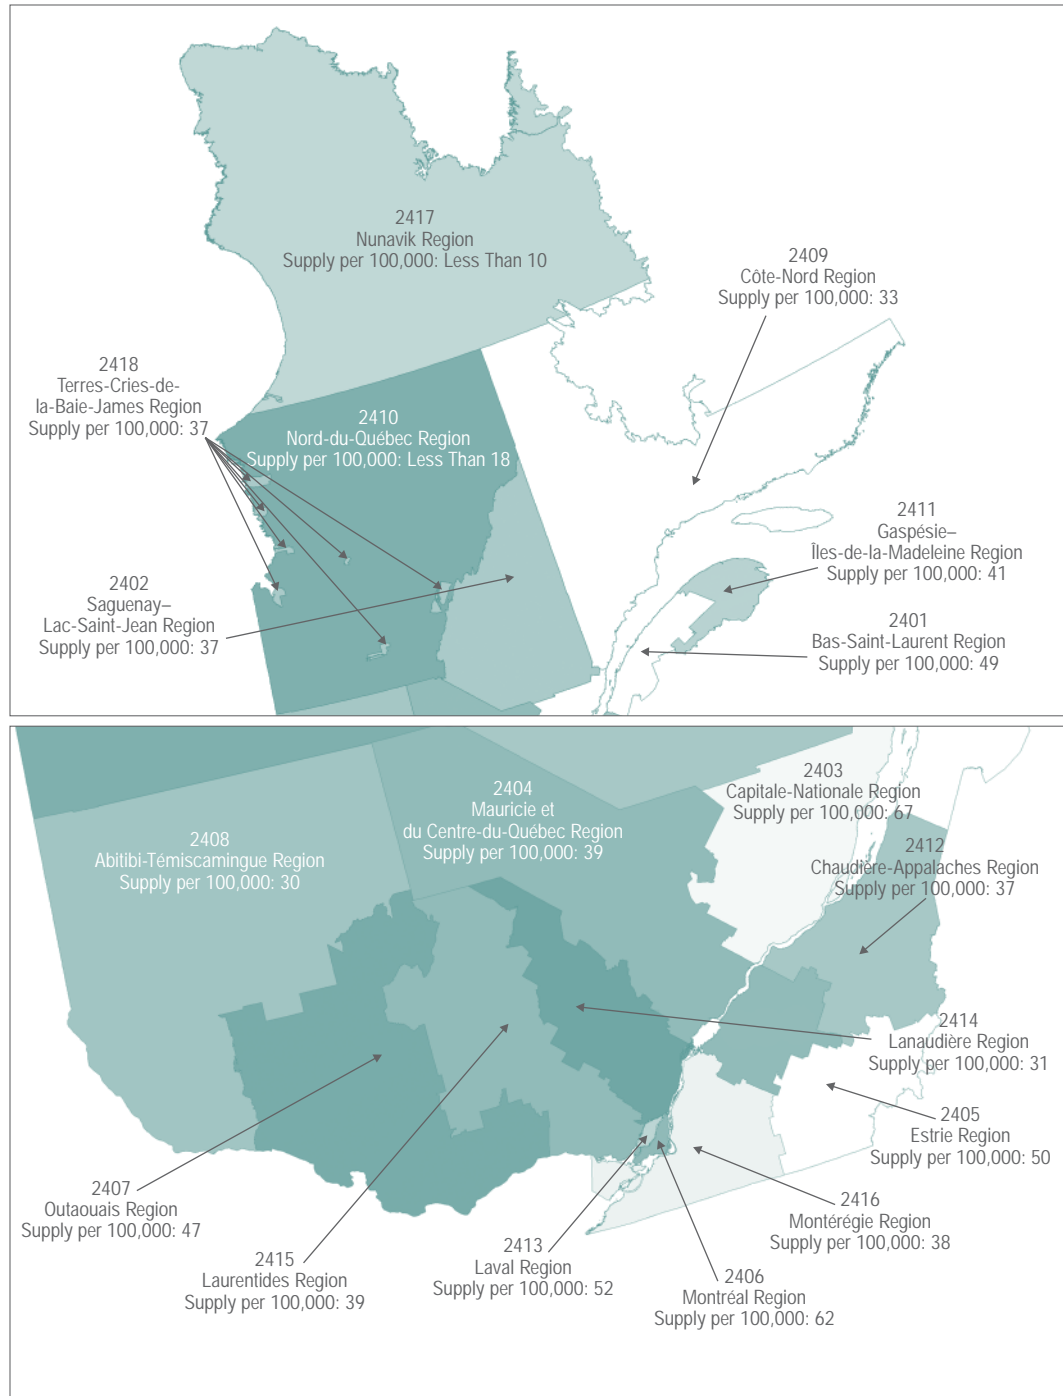 2417
Nunavik Region
Supply per 100,000: Less Than 10
2409
Côte-Nord Region
Supply per 100,000: 33
2418
Terres-Cries-de-
la-Baie-James Region
Supply per 100,000: 37
2410
Nord-du-Québec Region
Supply per 100,000: Less Than 18
2411
Gaspésie–
Îles-de-la-Madeleine Region
Supply per 100,000: 41
2402
Saguenay–
Lac-Saint-Jean Region
Supply per 100,000: 37
2401
Bas-Saint-Laurent Region
Supply per 100,000: 49
2403
Capitale-Nationale Region
Supply per 100,000: 67
2404
Mauricie et
du Centre-du-Québec Region
Supply per 100,000: 39
2408
Abitibi-Témiscamingue Region
Supply per 100,000: 30
2412
Chaudière-Appalaches Region
Supply per 100,000: 37
2414
Lanaudière Region
Supply per 100,000: 31
2405
Estrie Region
Supply per 100,000: 50
2407
Outaouais Region
Supply per 100,000: 47
2416
Montérégie Region
Supply per 100,000: 38
2415
Laurentides Region
Supply per 100,000: 39
2413
Laval Region
Supply per 100,000: 52
2406
Montréal Region
Supply per 100,000: 62